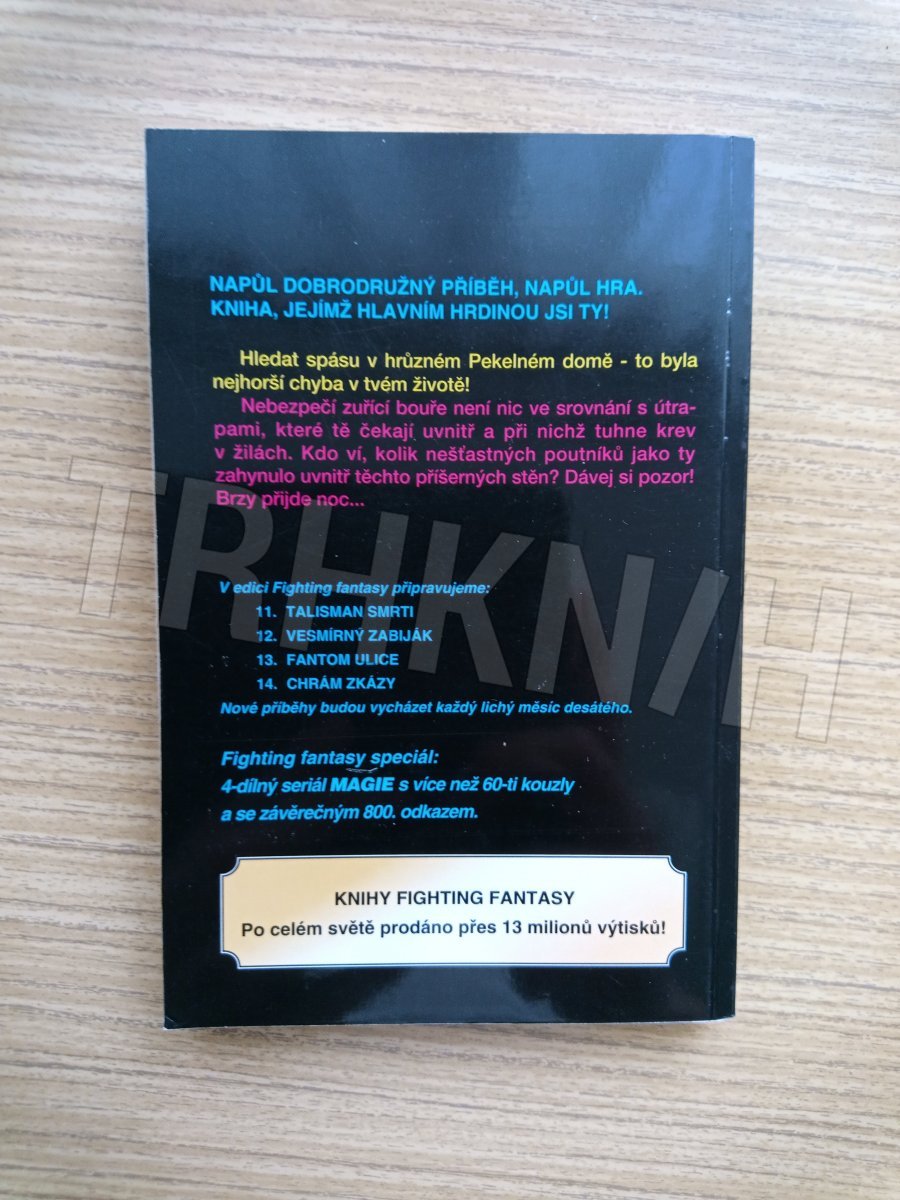 NAPŮL DOBRODRUŽNÝ PŘÍBĚH, NAPŮL HRA.
KNIHA, JEJÍMŽ HLAVNÍM HRDINOU JSI TY!
Hledat spásu v hrůzném Pekelném domě - to byla
nejhorší chyba v tvém životě!
Nebezpečí zuřící bouře není nic ve srovnání s útra-
pami, které tě čekají uvnitř a při nichž tuhne krev
v žilách. Kdo ví, kolik nešťastných poutníků jako ty
zahynulo uvnitř těchto příšerných stěn? Dávej si pozor!
Brzy přijde noc...
TRHKNIH
V edici Fighting fantasy připravujeme:
11. TALISMAN SMRTI
12. VESMÍRNÝ ZABIJÁK
13. FANTOM ULICE
14. CHRÁM ZKÁZY
Nové příběhy budou vycházet každý lichý měsíc desátého.
Fighting fantasy speciál:
4-dílný seriál MAGIE s více než 60-ti kouzly
a se závěrečným 800. odkazem.
KNIHY FIGHTING FANTASY
Po celém světě prodáno přes 13 milionů výtisků!